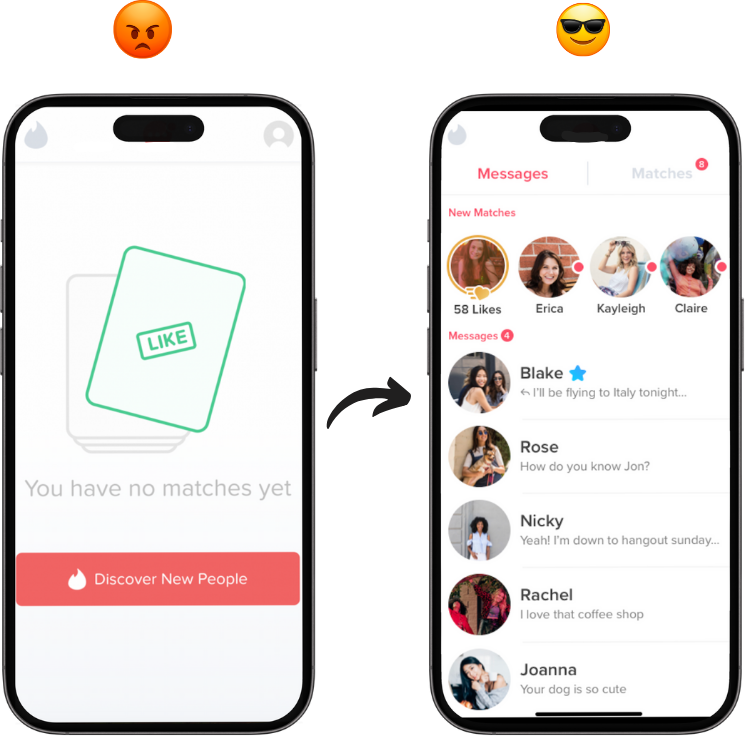 LIKE
You have no matches yet
Discover New People
Messages
Matches
8
New Matches
58 Likes
Erica
Kayleigh
Claire
Messages 4
Blake
I'll be flying to Italy tonight...
Rose
How do you know Jon?
Nicky
Yeah! I'm down to hangout sunday...
Rachel
I love that coffee shop
Joanna
Your dog is so cute